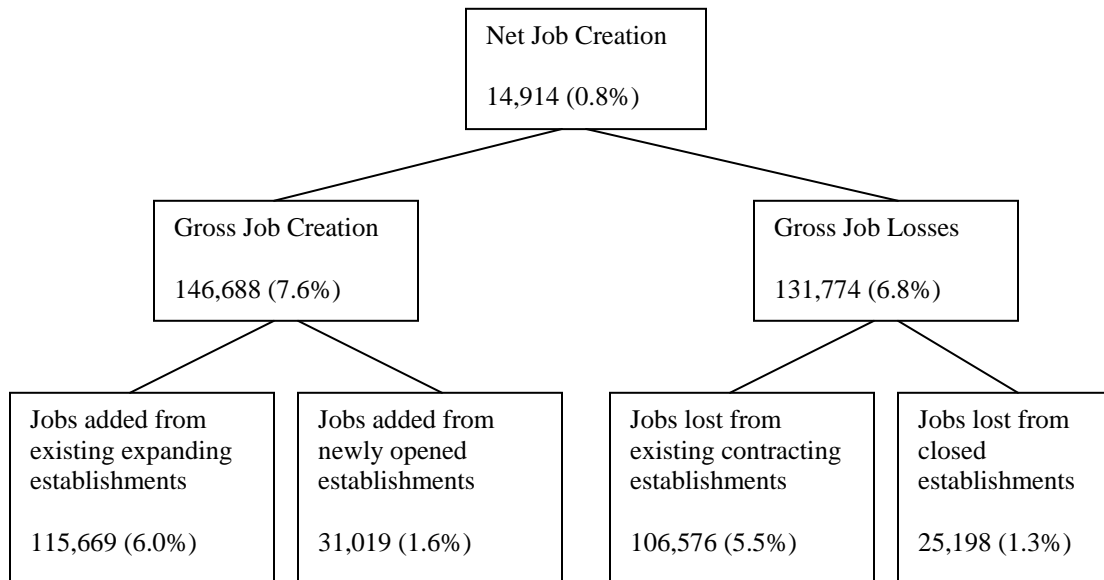 Net Job Creation
14,914 (0.8%)
Gross Job Creation
146,688 (7.6%)
Gross Job Losses
131,774 (6.8%)
Jobs added from
existing expanding
establishments
115,669 (6.0%)
Jobs added from
newly opened
establishments
31,019 (1.6%)
Jobs lost from
existing contracting
establishments
106,576 (5.5%)
Jobs lost from
closed
establishments
25,198 (1.3%)